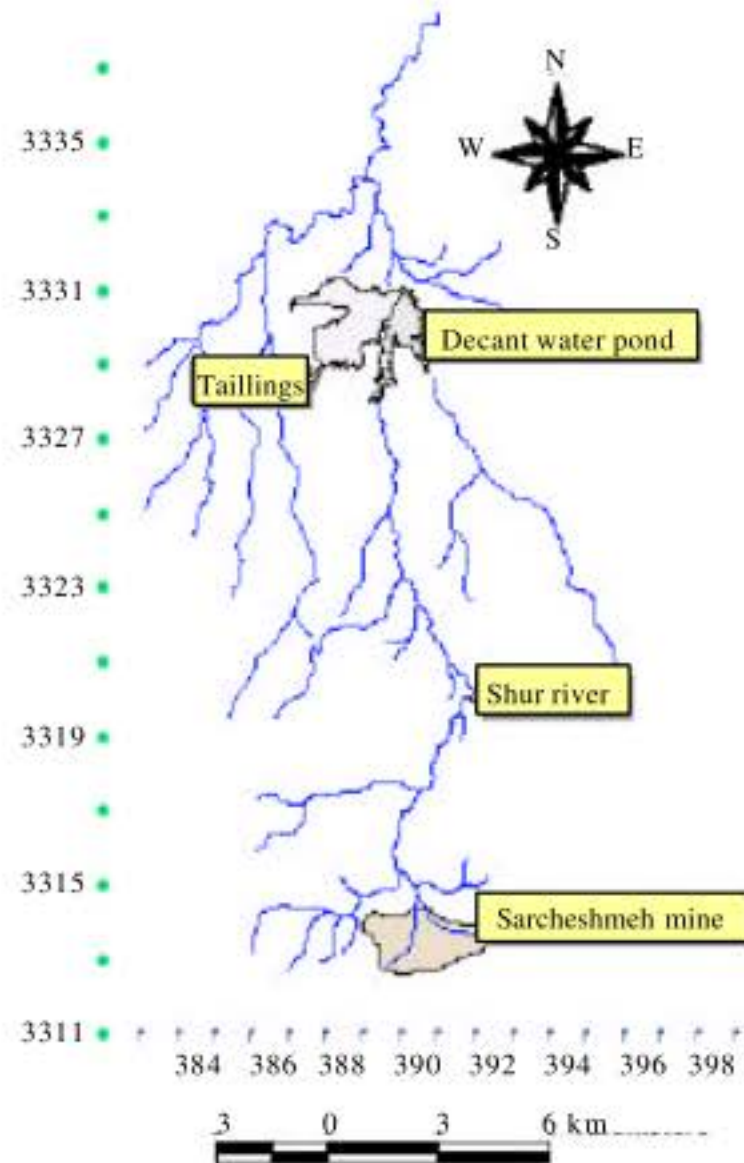 N
3335
W E
S
3331
Decant water pond
Taillings
3327
3323
Shur river
3319
3315
Sarcheshmeh mine
3311
384 386 388 390 392 394 396 398
3 0 3 6 km